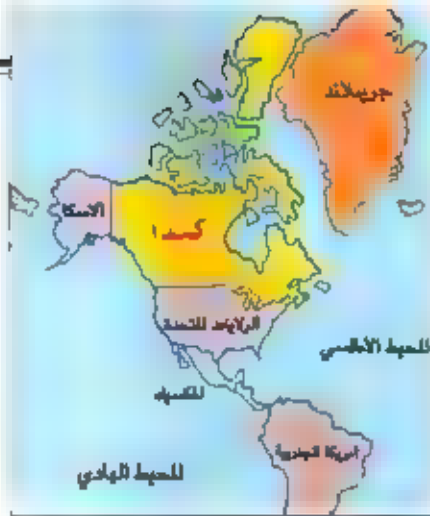 جرينلاند
الاسكا
كندا
الولايات المتحدة
المحيط الأطلسي
المكسيك
أمريكا الجنوبية
المحيط الهادي